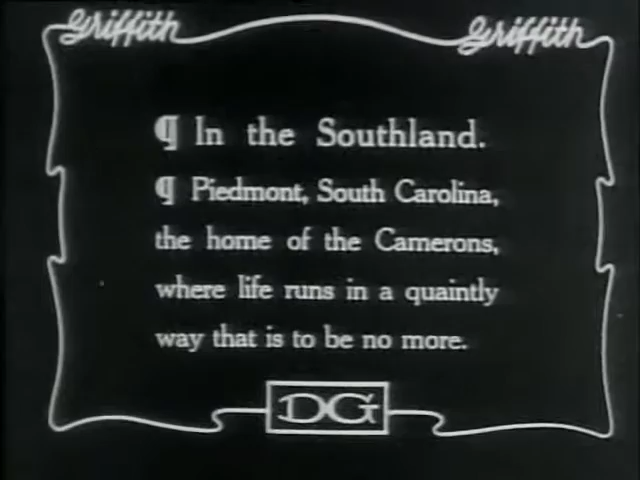 Griffith Griffith
¶ In the Southland.
¶ Piedmont, South Carolina,
the home of the Camerons,
where life runs in a quaintly
way that is to be no more.
DG